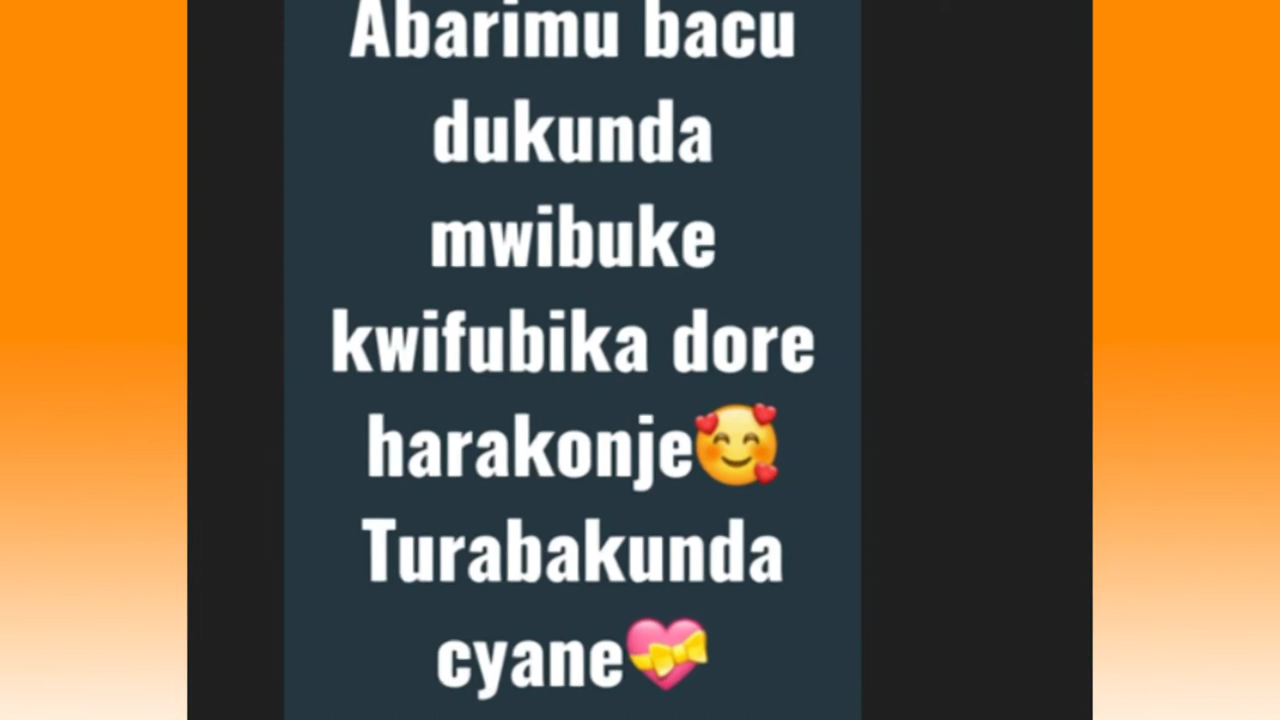 Abarimu bacu
dukunda
mwibuke
kwifubika dore
harakonje🥰
Turabakunda
cyane💝